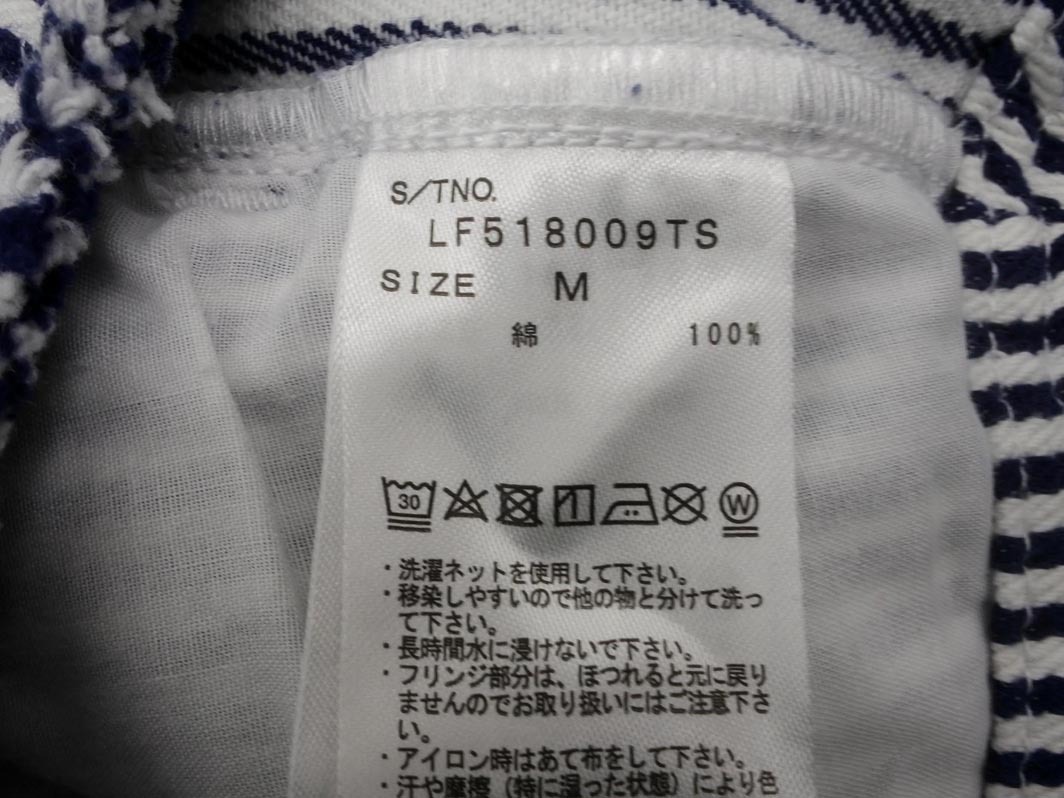 S/TNO.
LF518009TS
SIZE M
綿 100%
30
W
・洗濯ネットを使用して下さい。
・移染しやすいので他の物と分けて洗っ
て下さい。
・長時間水に浸けないで下さい。
・フリンジ部分は、ほつれると元に戻り
ませんのでお取り扱いにはご注意下さ
い。
・アイロン時はあて布をして下さい。
・汗や摩擦（特に湿った状態）により色